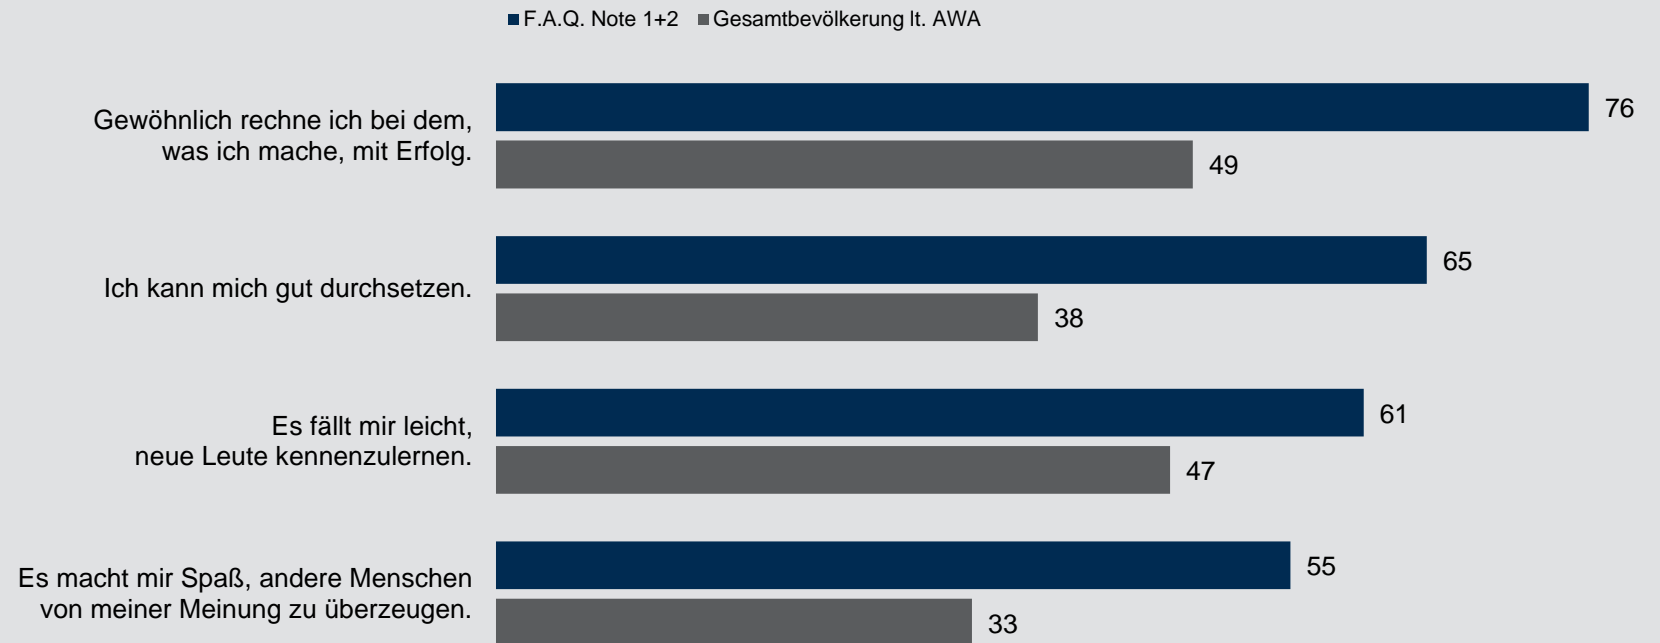 F.A.Q. Note 1+2 Gesamtbevölkerung lt. AWA
Gewöhnlich rechne ich bei dem,
was ich mache, mit Erfolg.
76
49
Ich kann mich gut durchsetzen.
65
38
Es fällt mir leicht,
neue Leute kennenzulernen.
61
47
Es macht mir Spaß, andere Menschen
von meiner Meinung zu überzeugen.
55
33